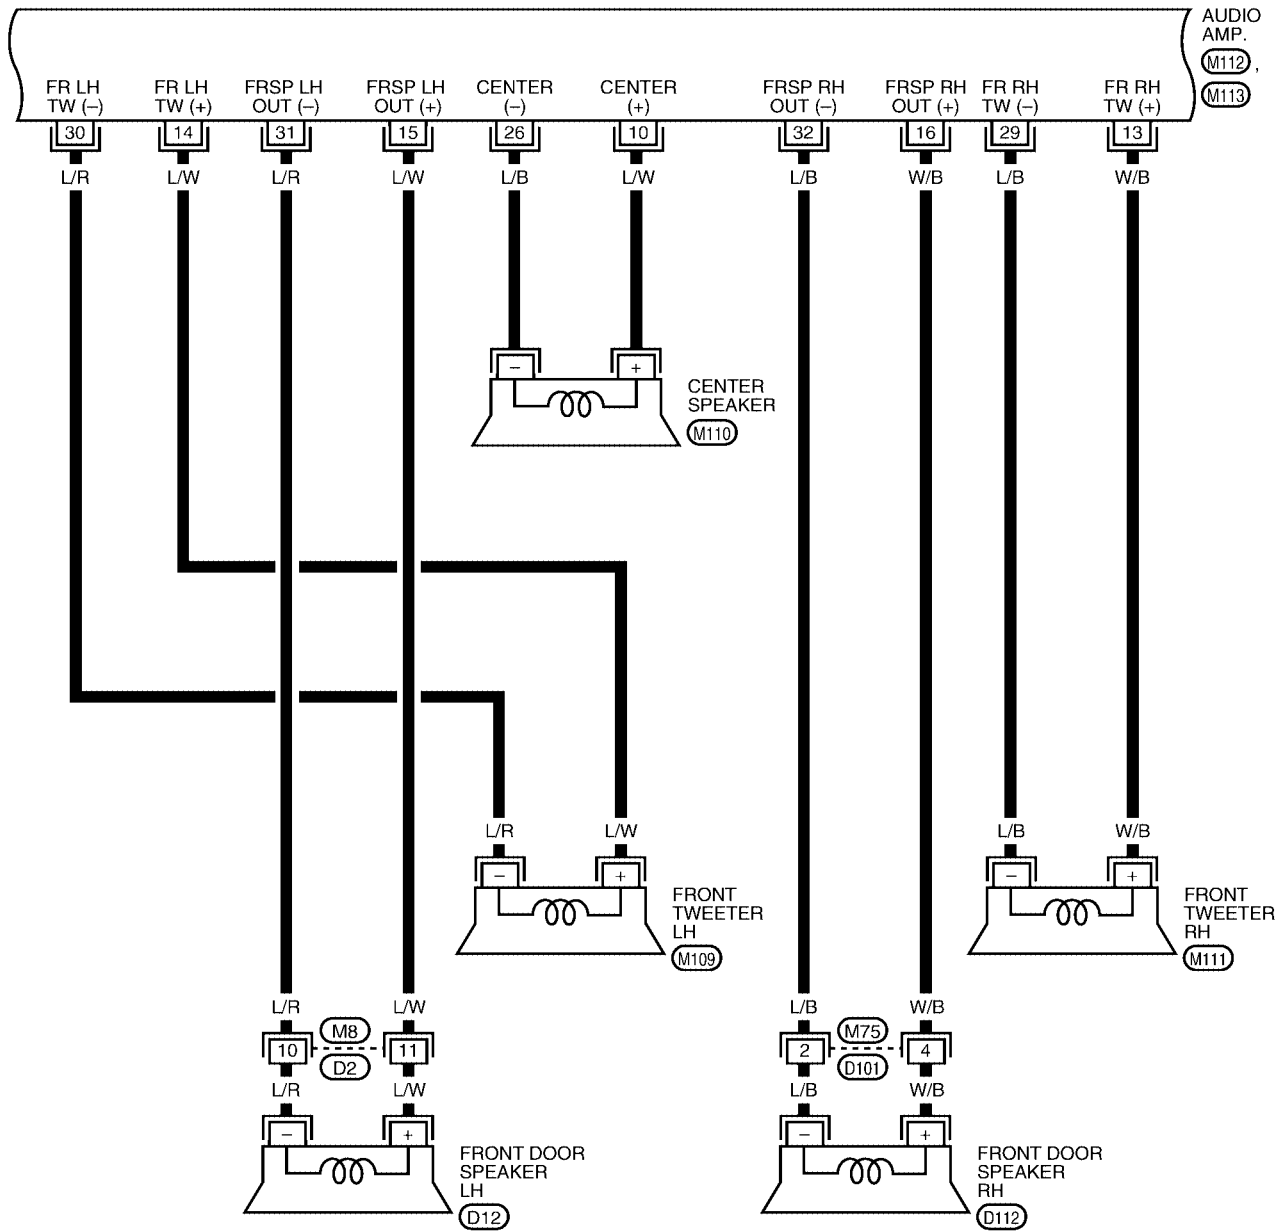 AUDIO
AMP.
M112 ,
M113
FR LH
TW (–)
FR LH
TW (+)
FRSP LH
OUT (–)
FRSP LH
OUT (+)
CENTER
(–)
CENTER
(+)
FRSP RH
OUT (–)
FRSP RH
OUT (+)
FR RH
TW (–)
FR RH
TW (+)
30 14 31 15 26 10 32 16 29 13
L/R L/W L/R L/W L/B L/W L/B W/B L/B W/B
– +
CENTER
SPEAKER
M110
L/R L/W L/B W/B
– + – +
FRONT
TWEETER
LH
M109
FRONT
TWEETER
RH
M111
L/R L/W L/B W/B
10 M8 11 2 M75 4
D2 D101
L/R L/W L/B W/B
– + – +
FRONT DOOR
SPEAKER
LH
D12
FRONT DOOR
SPEAKER
RH
D112